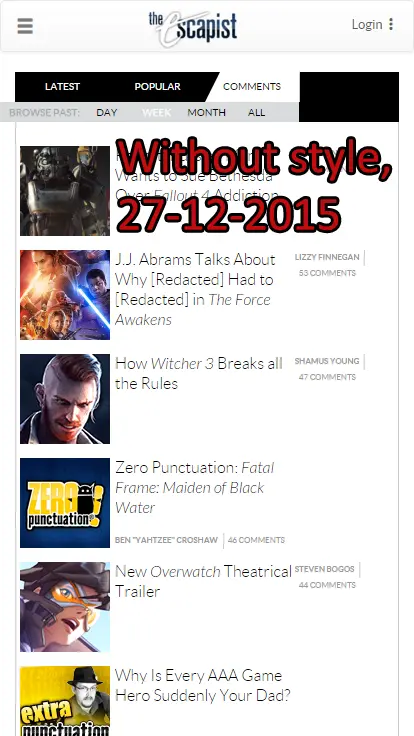 the Escapist
Login
LATEST
POPULAR
COMMENTS
BROWSE PAST:
DAY
WEEK
MONTH
ALL
Without style,
27-12-2015
Wants to Sue Bethesda
Over Fallout 4 Addiction
J.J. Abrams Talks About
Why [Redacted] Had to
[Redacted] in The Force
Awakens
LIZZY FINNEGAN
53 COMMENTS
How Witcher 3 Breaks all
the Rules
SHAMUS YOUNG
47 COMMENTS
ZERO
punctuation
Zero Punctuation: Fatal
Frame: Maiden of Black
Water
BEN "YAHTZEE" CROSHAW
46 COMMENTS
New Overwatch Theatrical
Trailer
STEVEN BOGOS
44 COMMENTS
extra
punctuation
Why Is Every AAA Game
Hero Suddenly Your Dad?